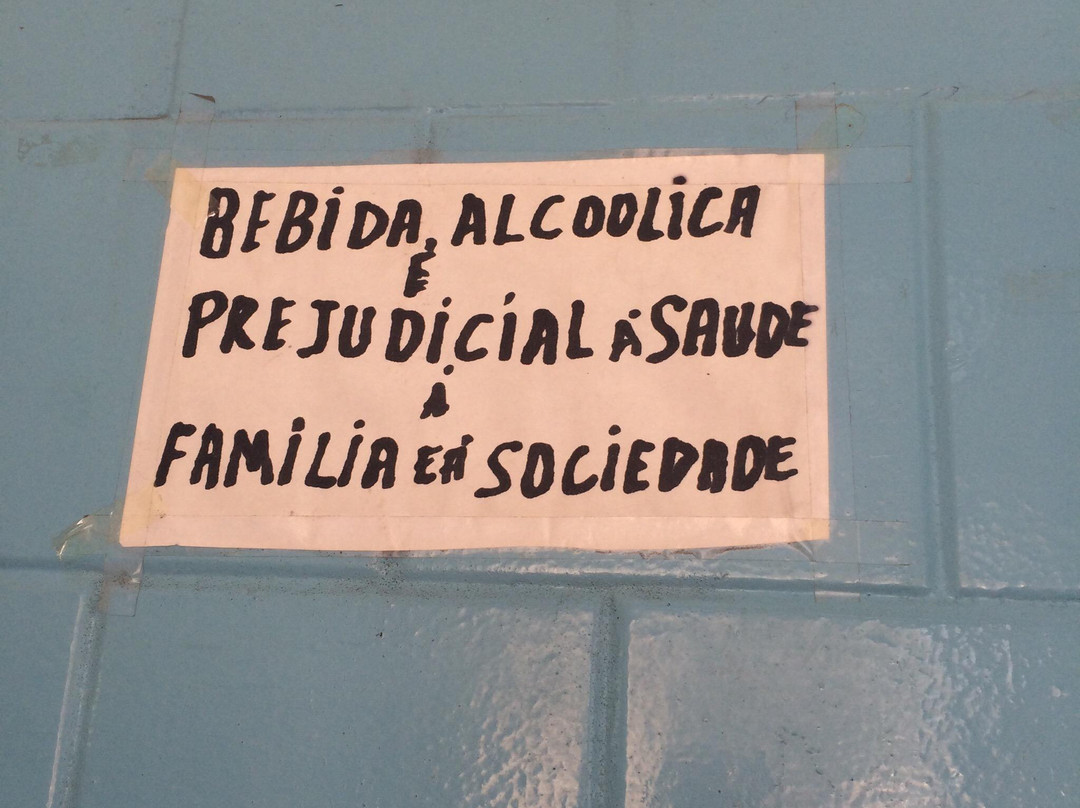 BEBIDA ALCOOLICA
É
PREJUDICIAL Á SAUDE
Á
FAMILIA E Á SOCIEDADE